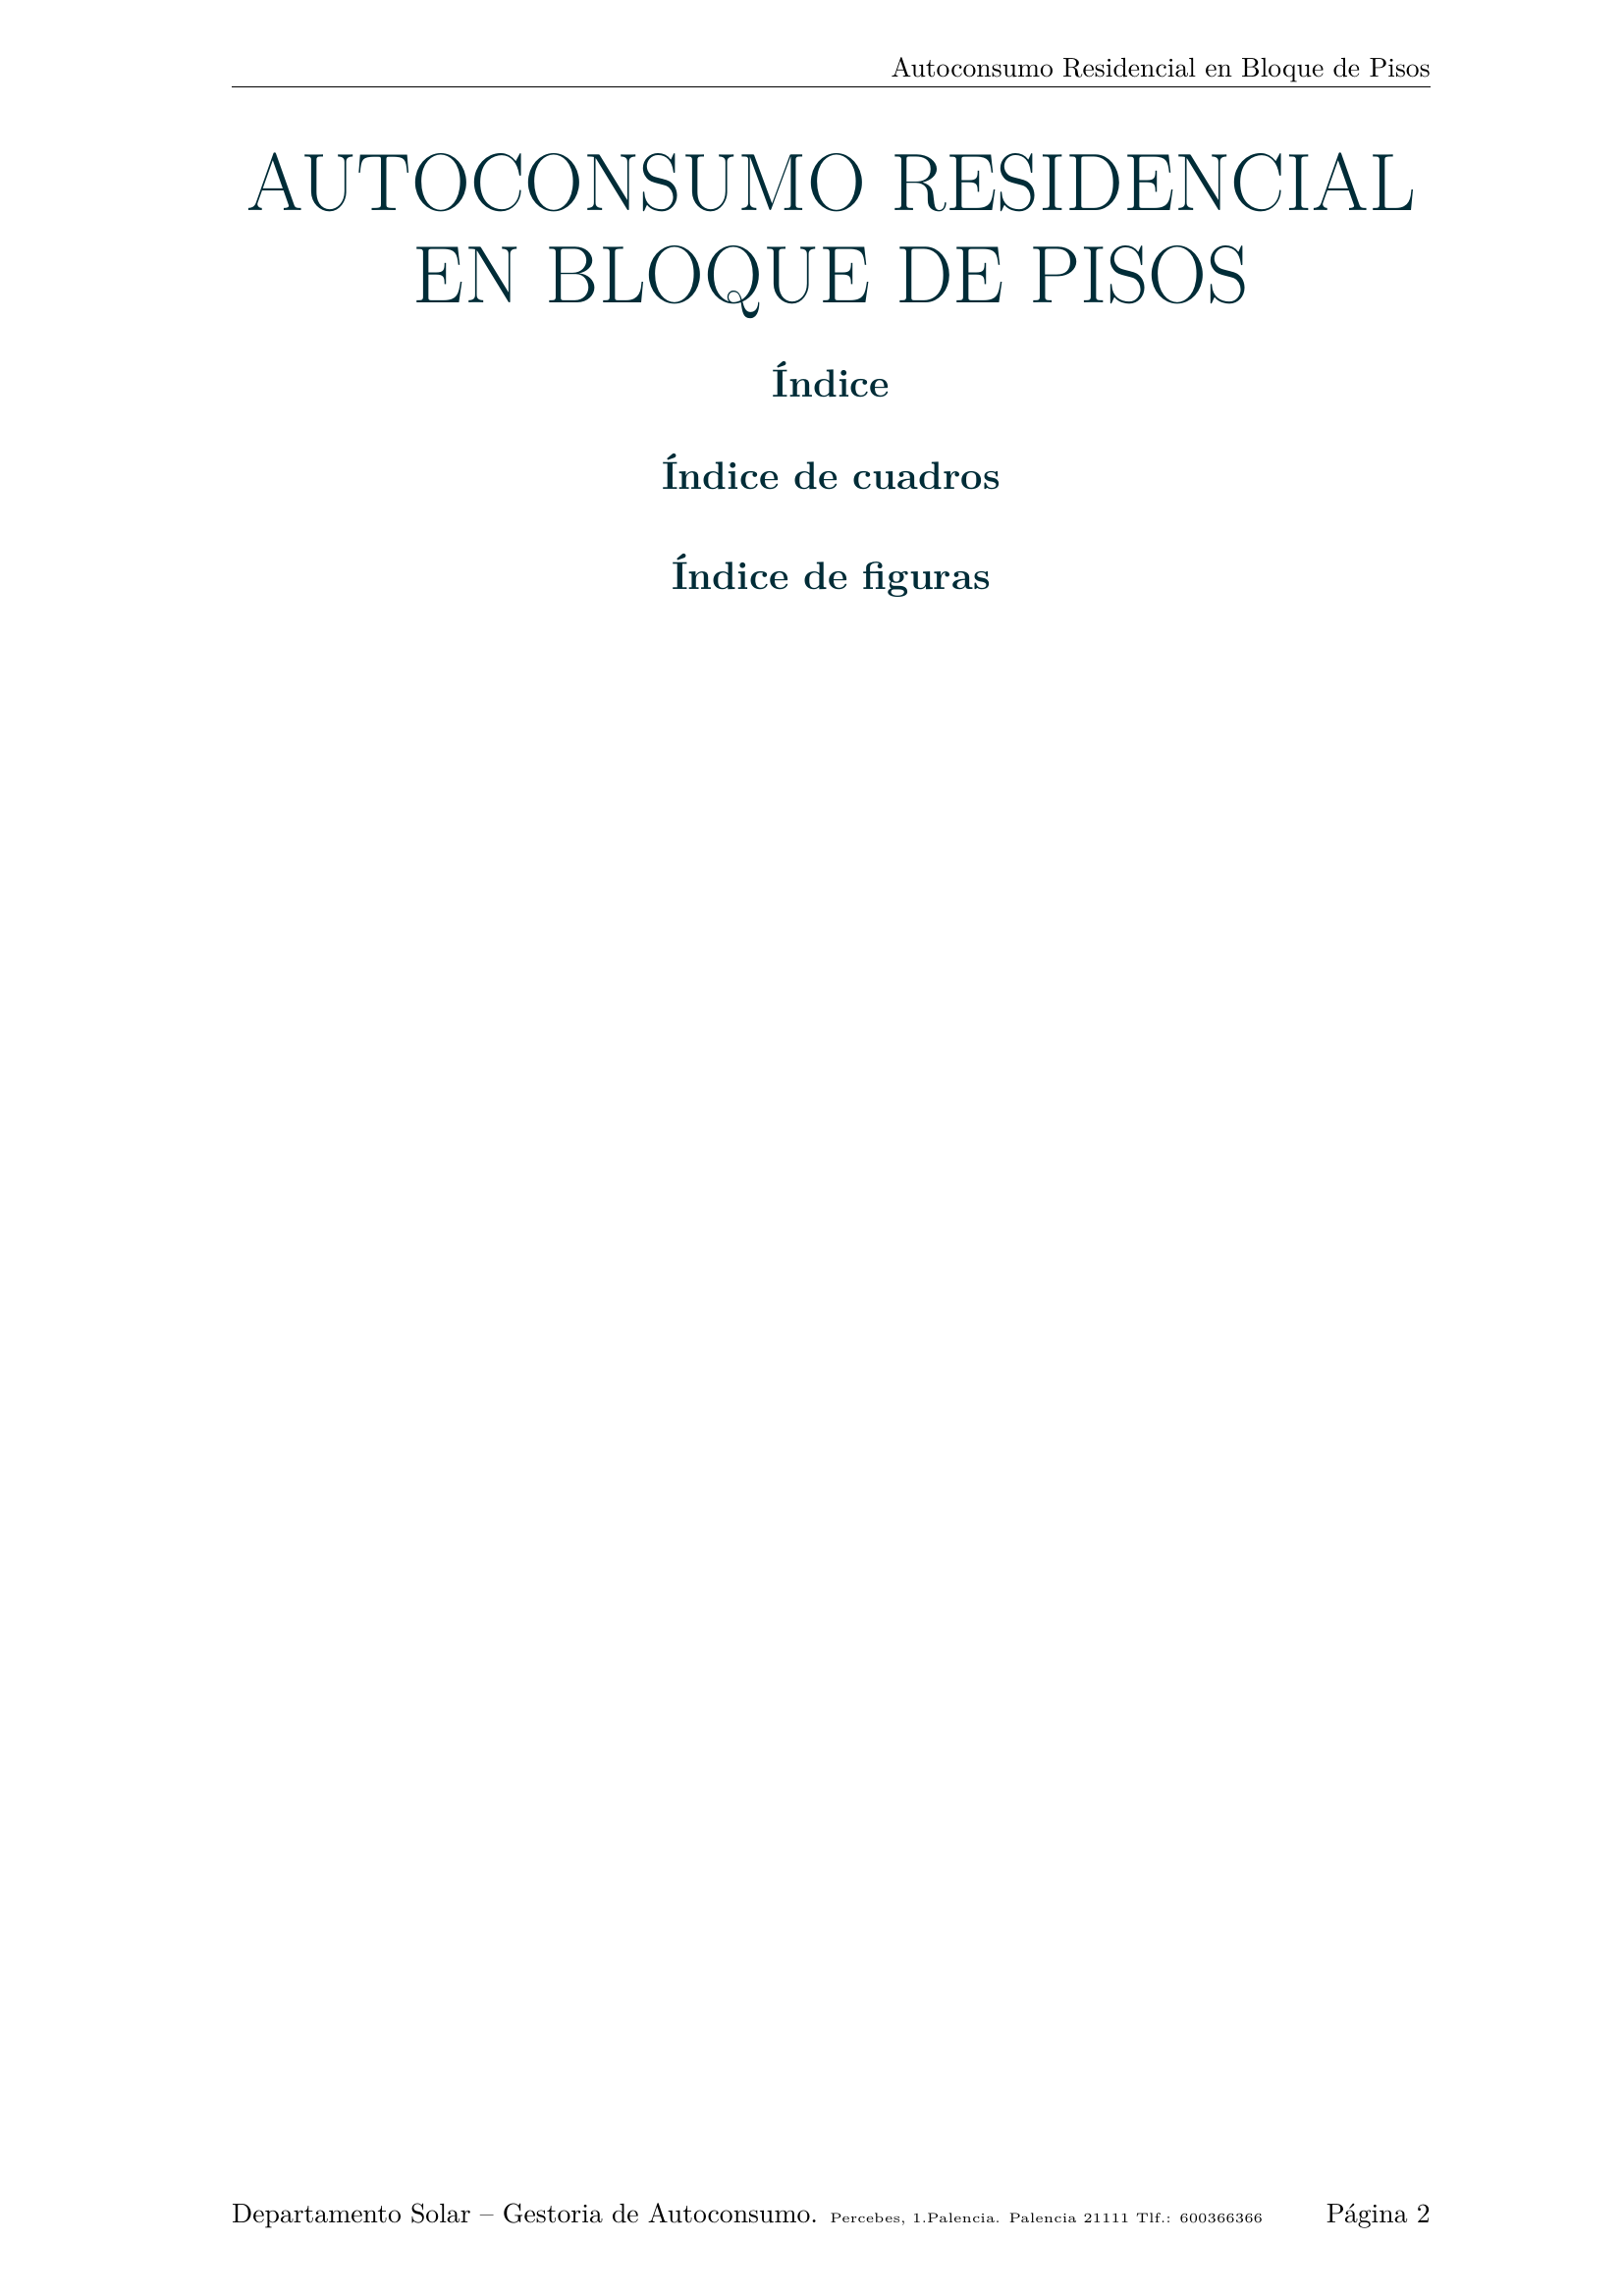 Autoconsumo Residencial en Bloque de Pisos
AUTOCONSUMO RESIDENCIAL
EN BLOQUE DE PISOS
Índice
Índice de cuadros
Índice de figuras
Departamento Solar – Gestoria de Autoconsumo. Percebes, 1.Palencia. Palencia 21111 Tlf.: 600366366 Página 2